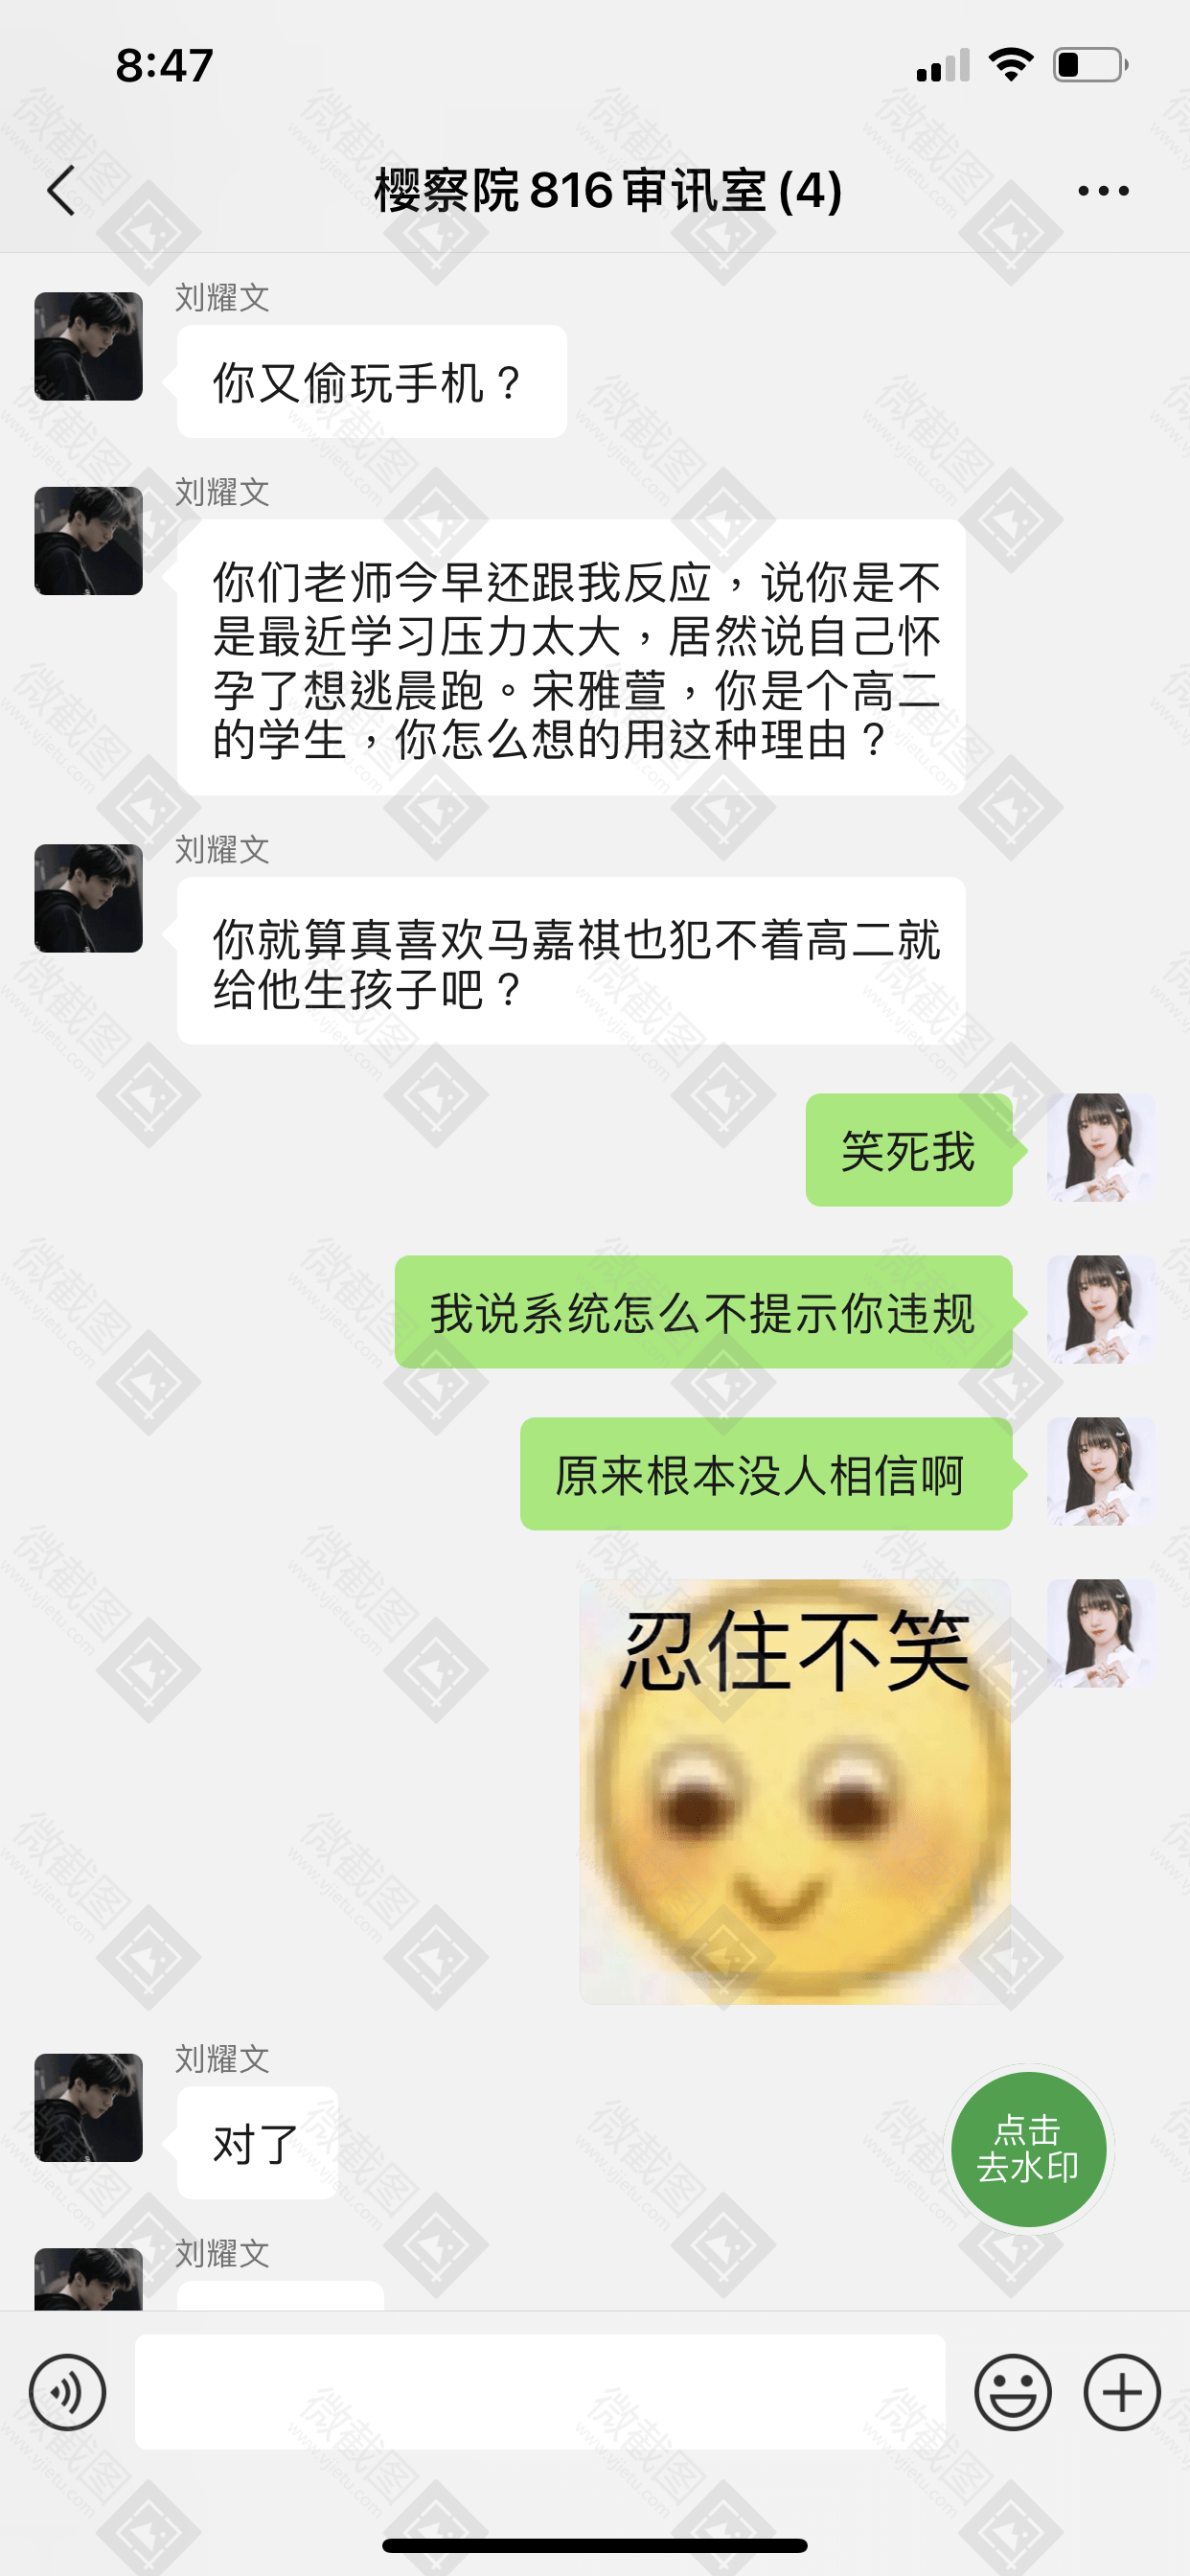 8:47
樱察院816审讯室(4)
刘耀文
你又偷玩手机？
刘耀文
你们老师今早还跟我反应，说你是不
是最近学习压力太大，居然说自己怀
孕了想逃晨跑。宋雅萱，你是个高二
的学生，你怎么想的用这种理由？
刘耀文
你就算真喜欢马嘉祺也犯不着高二就
给他生孩子吧？
笑死我
我说系统怎么不提示你违规
原来根本没人相信啊
忍住不笑
刘耀文
对了
点击
去水印
刘耀文
微截图
www.vjietu.com